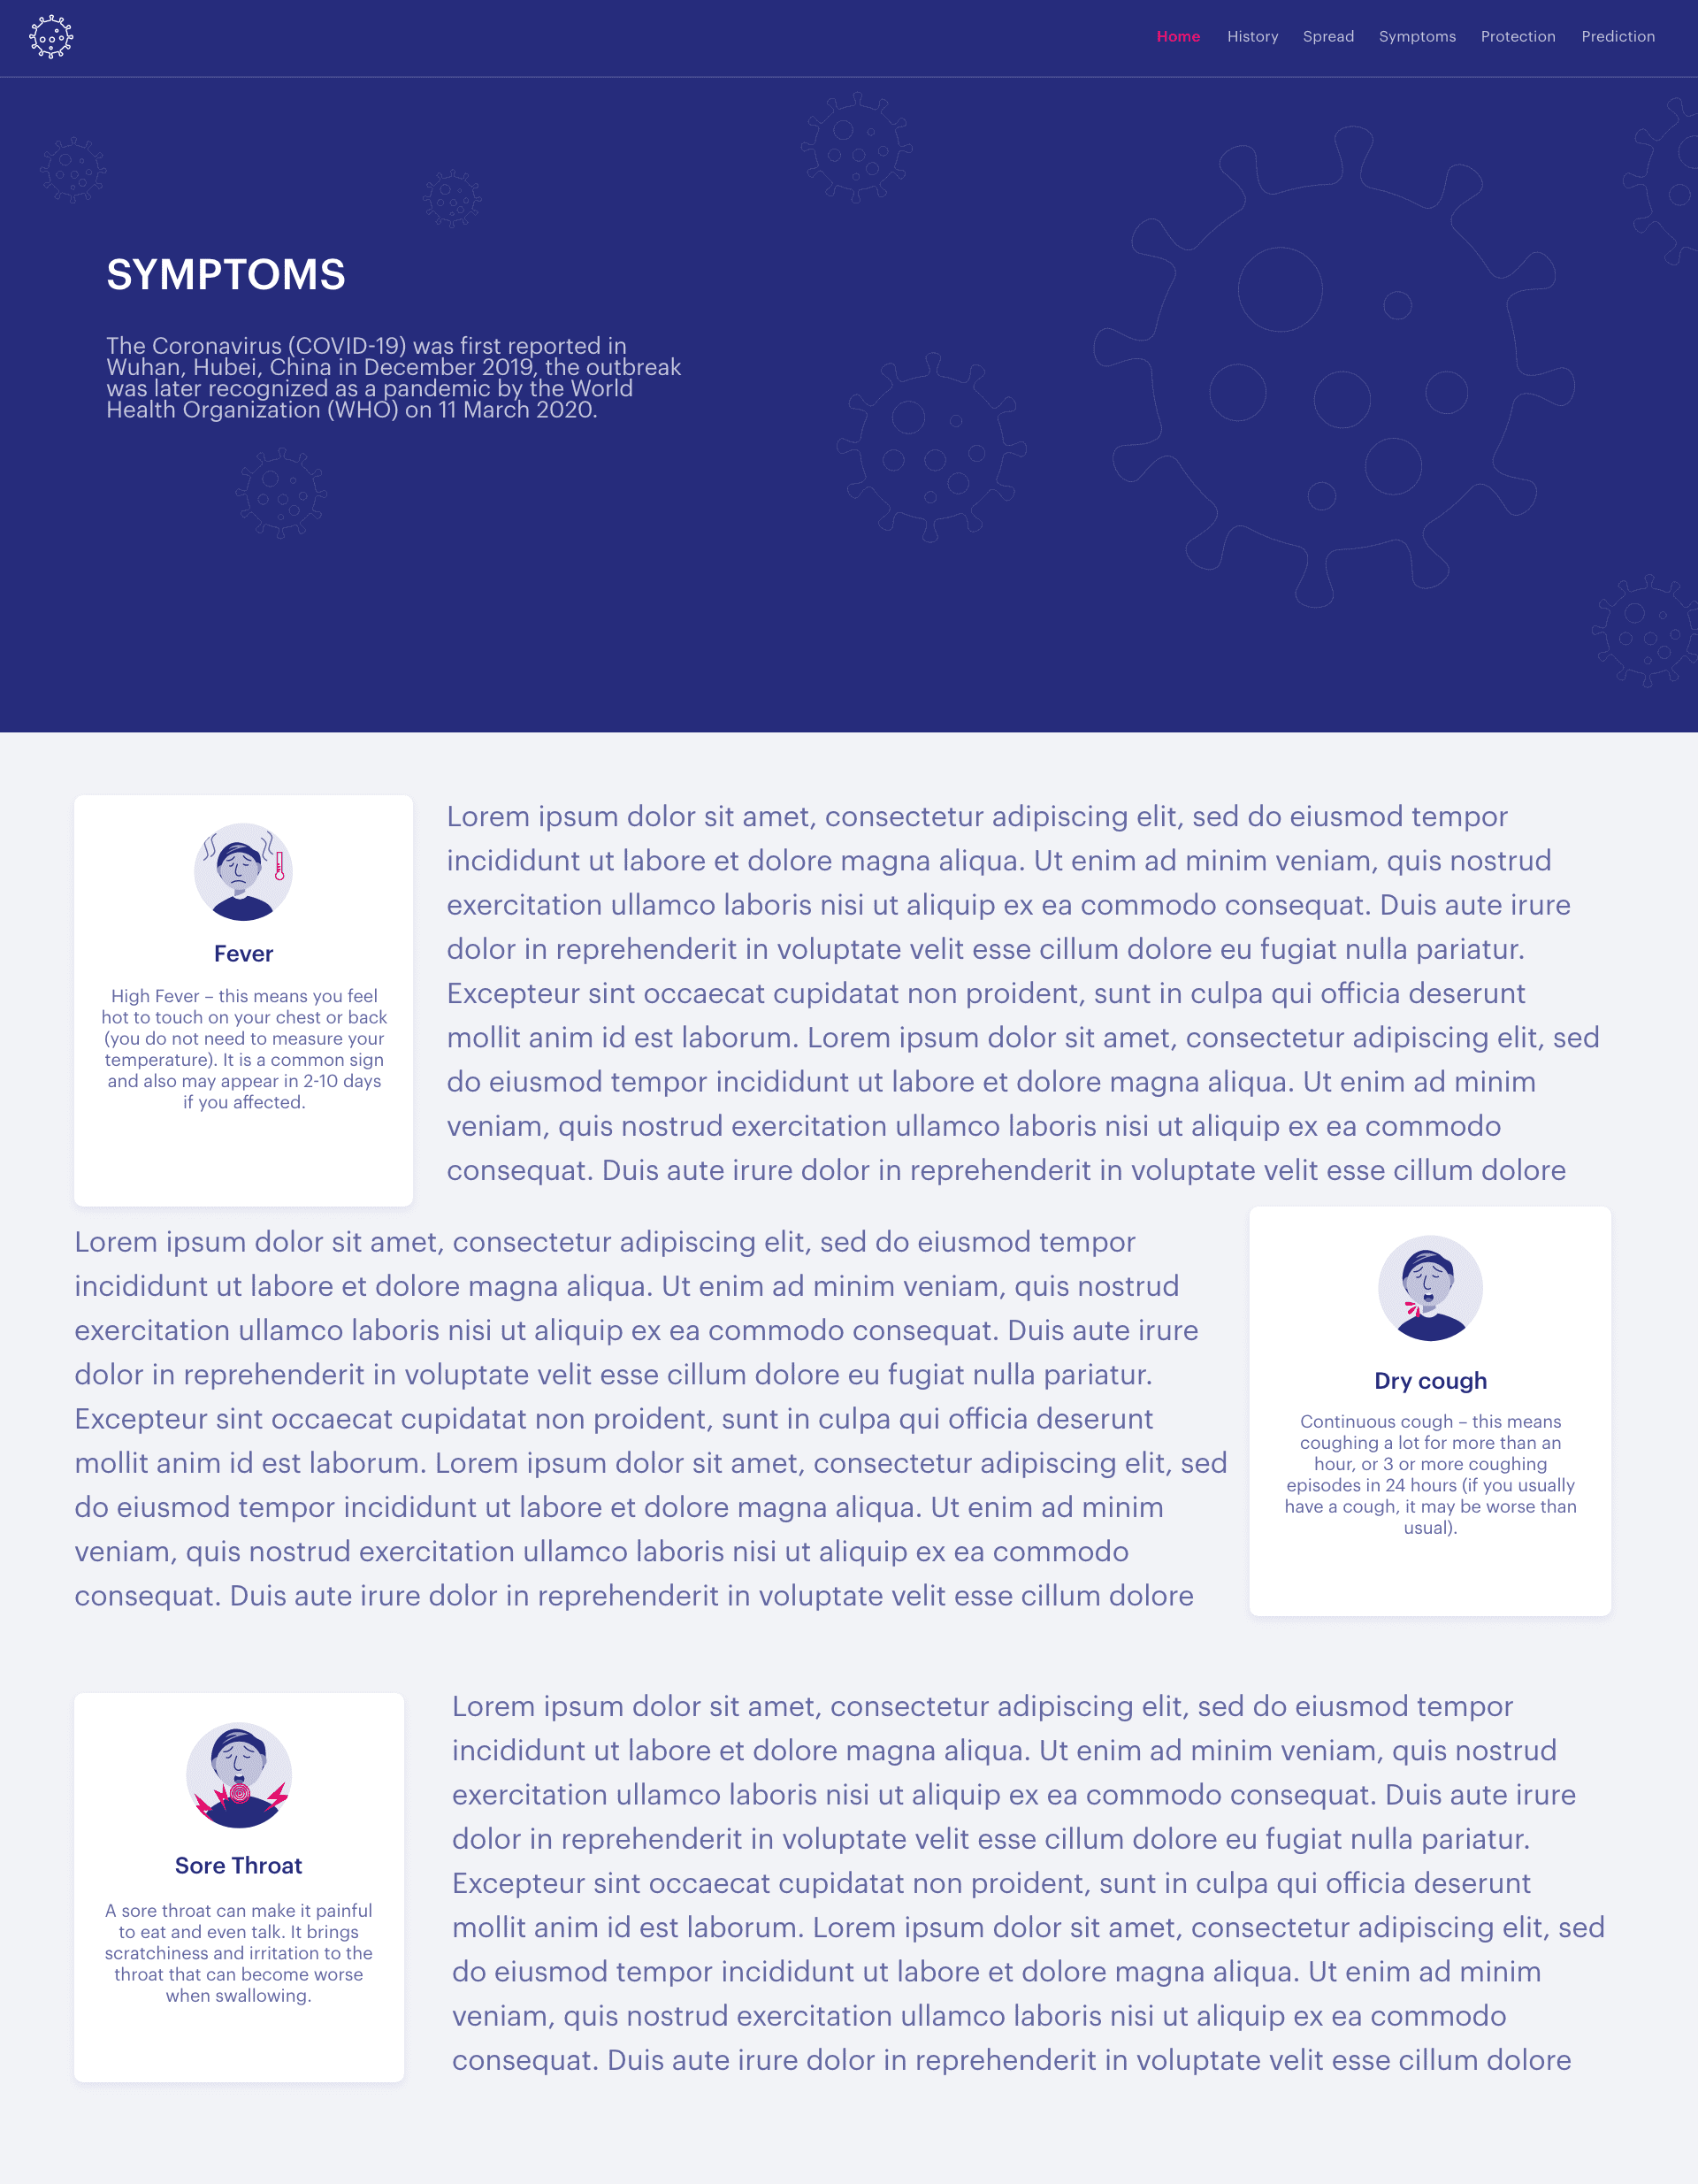 Home History Spread Symptoms Protection Prediction
SYMPTOMS
The Coronavirus (COVID-19) was first reported in
Wuhan, Hubei, China in December 2019, the outbreak
was later recognized as a pandemic by the World
Health Organization (WHO) on 11 March 2020.
Fever
High Fever – this means you feel
hot to touch on your chest or back
(you do not need to measure your
temperature). It is a common sign
and also may appear in 2-10 days
if you affected.
Lorem ipsum dolor sit amet, consectetur adipiscing elit, sed do eiusmod tempor
incididunt ut labore et dolore magna aliqua. Ut enim ad minim veniam, quis nostrud
exercitation ullamco laboris nisi ut aliquip ex ea commodo consequat. Duis aute irure
dolor in reprehenderit in voluptate velit esse cillum dolore eu fugiat nulla pariatur.
Excepteur sint occaecat cupidatat non proident, sunt in culpa qui officia deserunt
mollit anim id est laborum. Lorem ipsum dolor sit amet, consectetur adipiscing elit, sed
do eiusmod tempor incididunt ut labore et dolore magna aliqua. Ut enim ad minim
veniam, quis nostrud exercitation ullamco laboris nisi ut aliquip ex ea commodo
consequat. Duis aute irure dolor in reprehenderit in voluptate velit esse cillum dolore
Lorem ipsum dolor sit amet, consectetur adipiscing elit, sed do eiusmod tempor
incididunt ut labore et dolore magna aliqua. Ut enim ad minim veniam, quis nostrud
exercitation ullamco laboris nisi ut aliquip ex ea commodo consequat. Duis aute irure
dolor in reprehenderit in voluptate velit esse cillum dolore eu fugiat nulla pariatur.
Excepteur sint occaecat cupidatat non proident, sunt in culpa qui officia deserunt
mollit anim id est laborum. Lorem ipsum dolor sit amet, consectetur adipiscing elit, sed
do eiusmod tempor incididunt ut labore et dolore magna aliqua. Ut enim ad minim
veniam, quis nostrud exercitation ullamco laboris nisi ut aliquip ex ea commodo
consequat. Duis aute irure dolor in reprehenderit in voluptate velit esse cillum dolore
Dry cough
Continuous cough – this means
coughing a lot for more than an
hour, or 3 or more coughing
episodes in 24 hours (if you usually
have a cough, it may be worse than
usual).
Sore Throat
A sore throat can make it painful
to eat and even talk. It brings
scratchiness and irritation to the
throat that can become worse
when swallowing.
Lorem ipsum dolor sit amet, consectetur adipiscing elit, sed do eiusmod tempor
incididunt ut labore et dolore magna aliqua. Ut enim ad minim veniam, quis nostrud
exercitation ullamco laboris nisi ut aliquip ex ea commodo consequat. Duis aute irure
dolor in reprehenderit in voluptate velit esse cillum dolore eu fugiat nulla pariatur.
Excepteur sint occaecat cupidatat non proident, sunt in culpa qui officia deserunt
mollit anim id est laborum. Lorem ipsum dolor sit amet, consectetur adipiscing elit, sed
do eiusmod tempor incididunt ut labore et dolore magna aliqua. Ut enim ad minim
veniam, quis nostrud exercitation ullamco laboris nisi ut aliquip ex ea commodo
consequat. Duis aute irure dolor in reprehenderit in voluptate velit esse cillum dolore